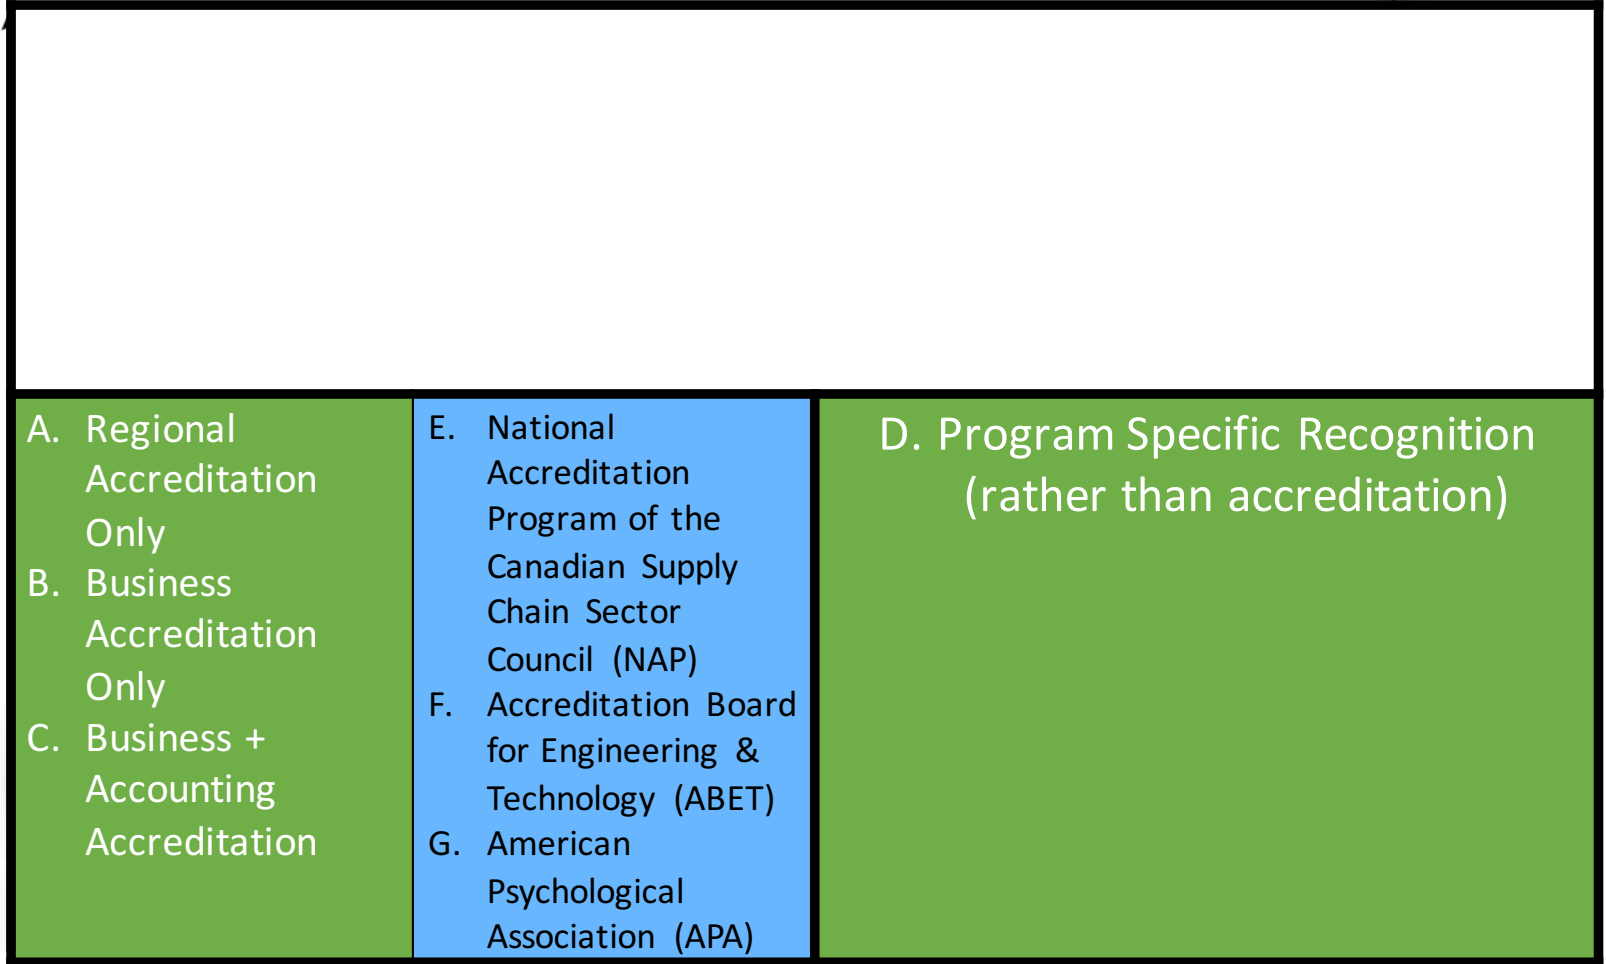 A. Regional
Accreditation
Only
B. Business
Accreditation
Only
C. Business +
Accounting
Accreditation
E. National
Accreditation
Program of the
Canadian Supply
Chain Sector
Council (NAP)
F. Accreditation Board
for Engineering &
Technology (ABET)
G. American
Psychological
Association (APA)
D. Program Specific Recognition
(rather than accreditation)